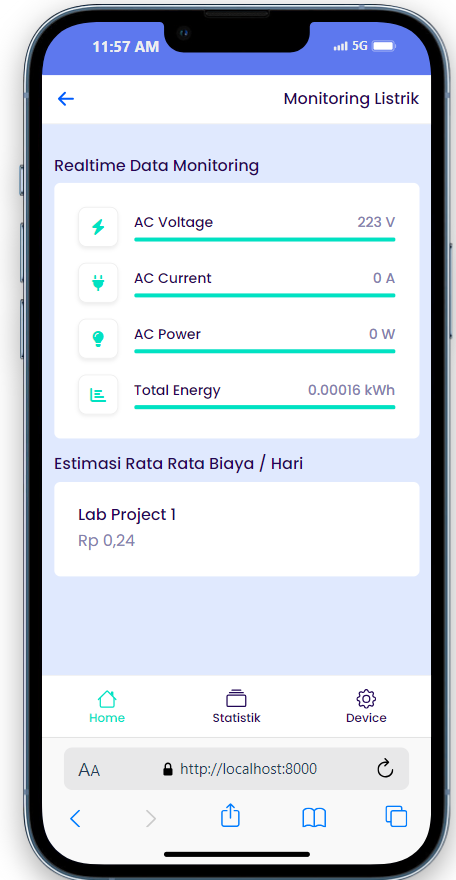 11:57 AM 5G
Monitoring Listrik
Realtime Data Monitoring
AC Voltage 223 V
AC Current 0 A
AC Power 0 W
Total Energy 0.00016 kWh
Estimasi Rata Rata Biaya / Hari
Lab Project 1
Rp 0,24
Home Statistik Device
AA http://localhost:8000